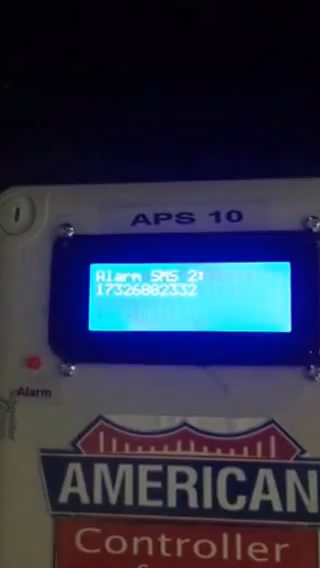 APS 10
Alarm SMS 2:
17326882332
Alarm
AMERICAN
Controller